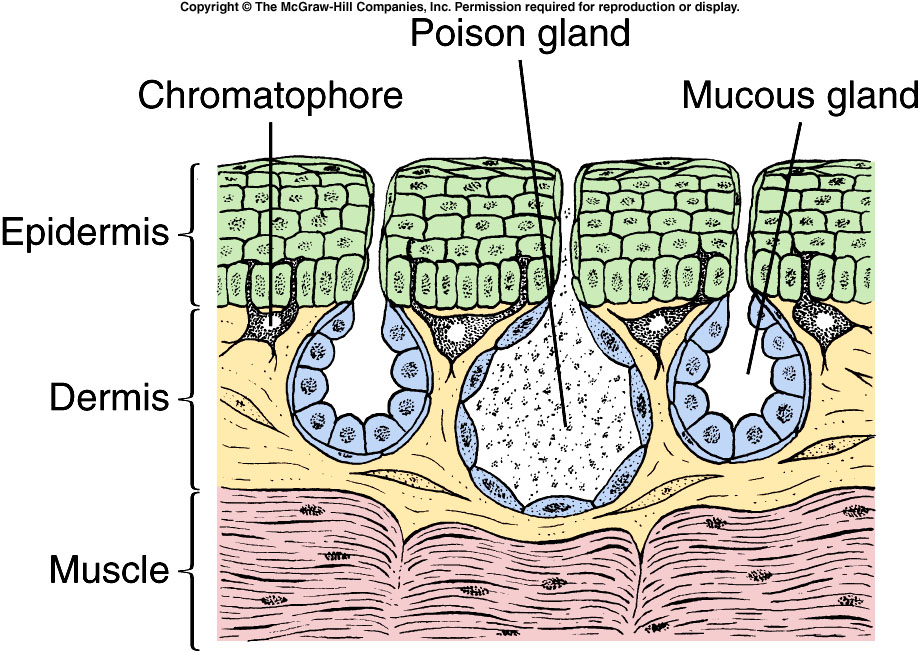 Copyright © The McGraw-Hill Companies, Inc. Permission required for reproduction or display.
Poison gland
Chromatophore
Mucous gland
Epidermis
Dermis
Muscle